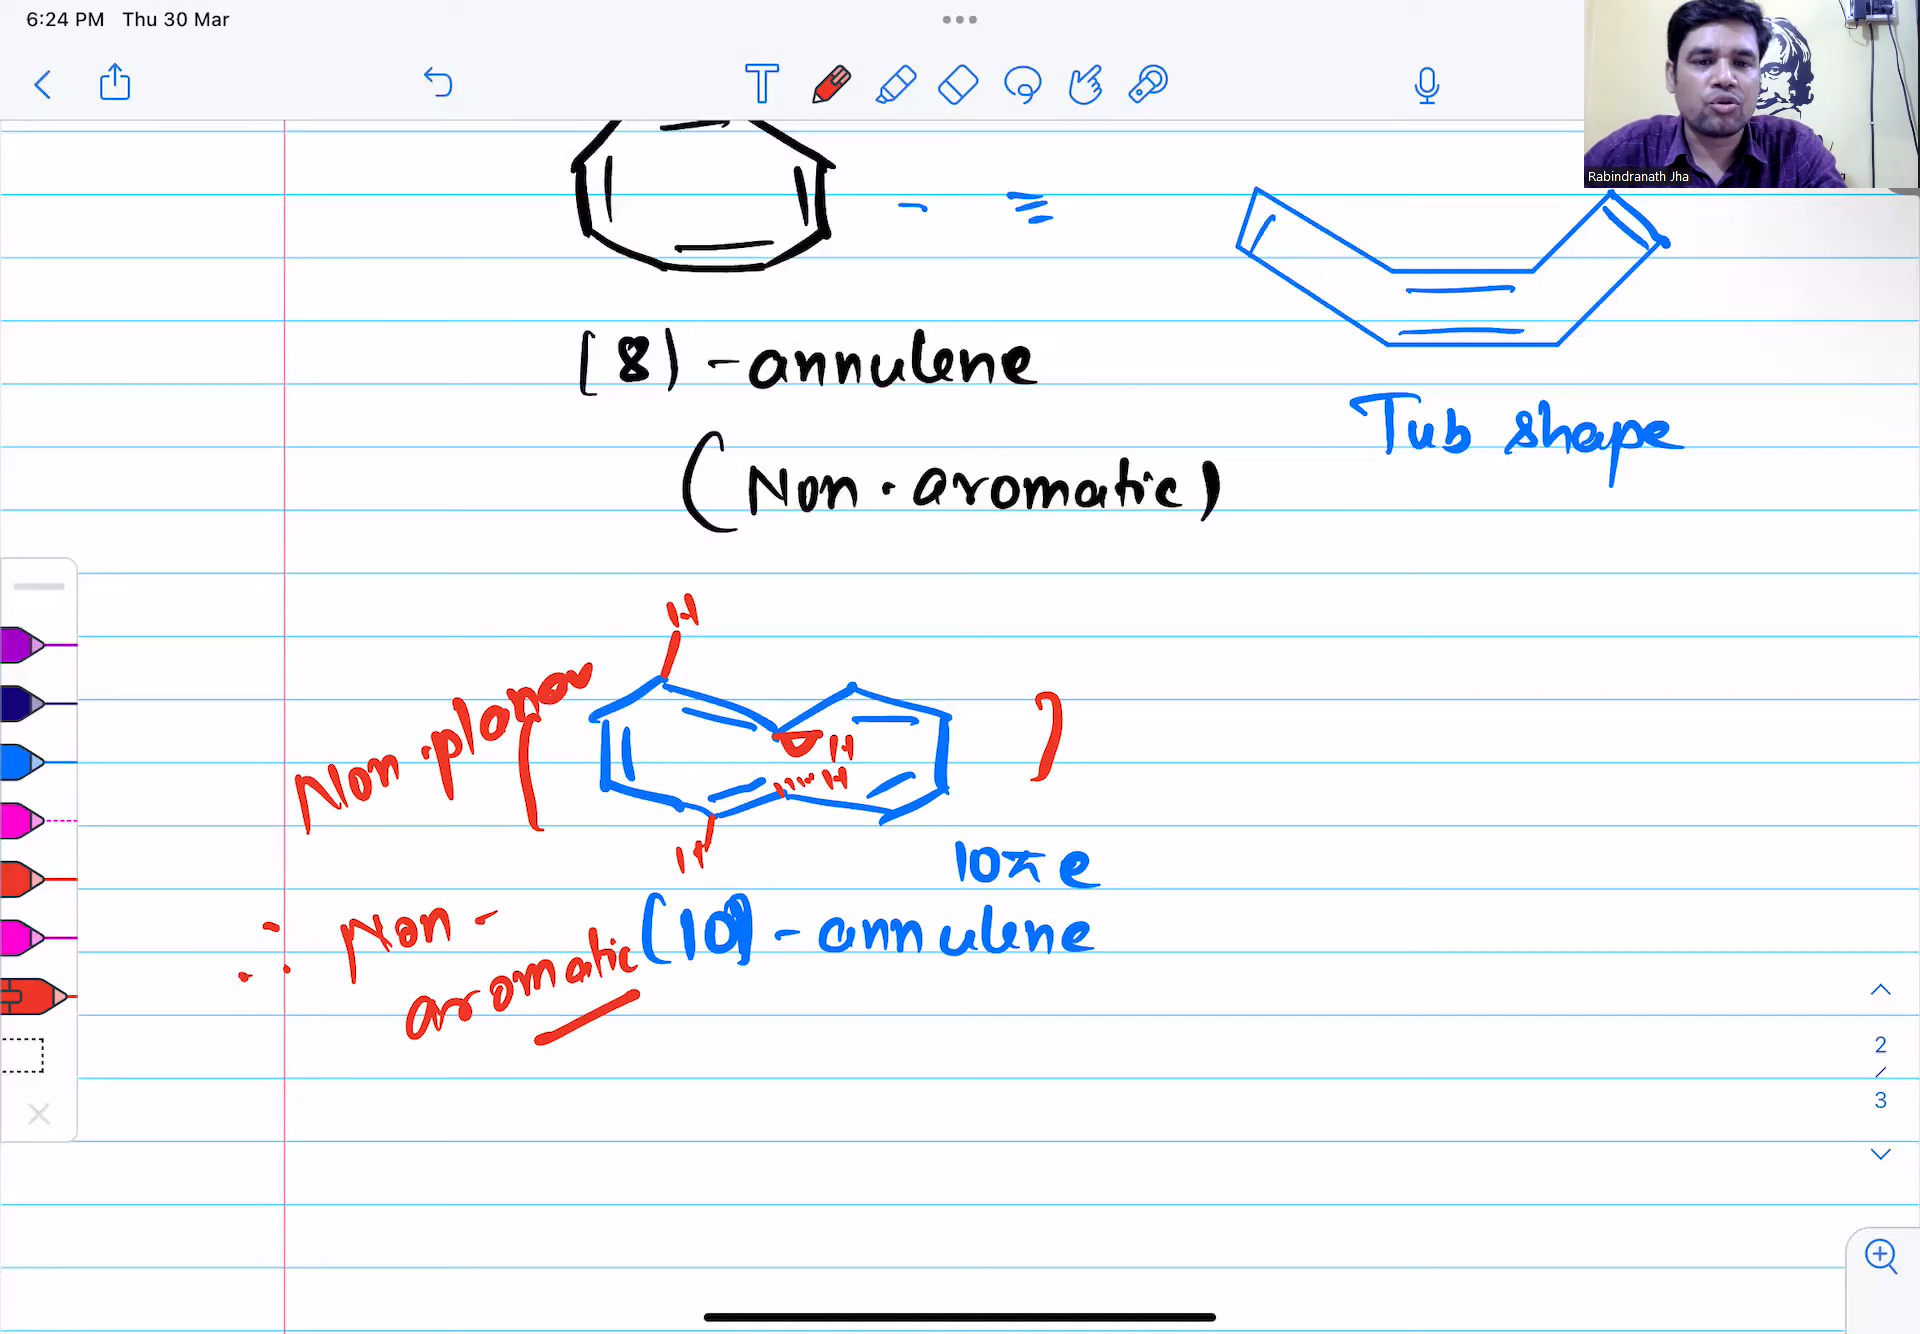 6:24 PM Thu 30 Mar
T
Rabindranath Jha
[8) -annulene
Tub shape
(Non-aromatic)
H
Non-planar
H
H
H
10π e
∴ Non-
aromatic
(10) - annulene
2
/
3